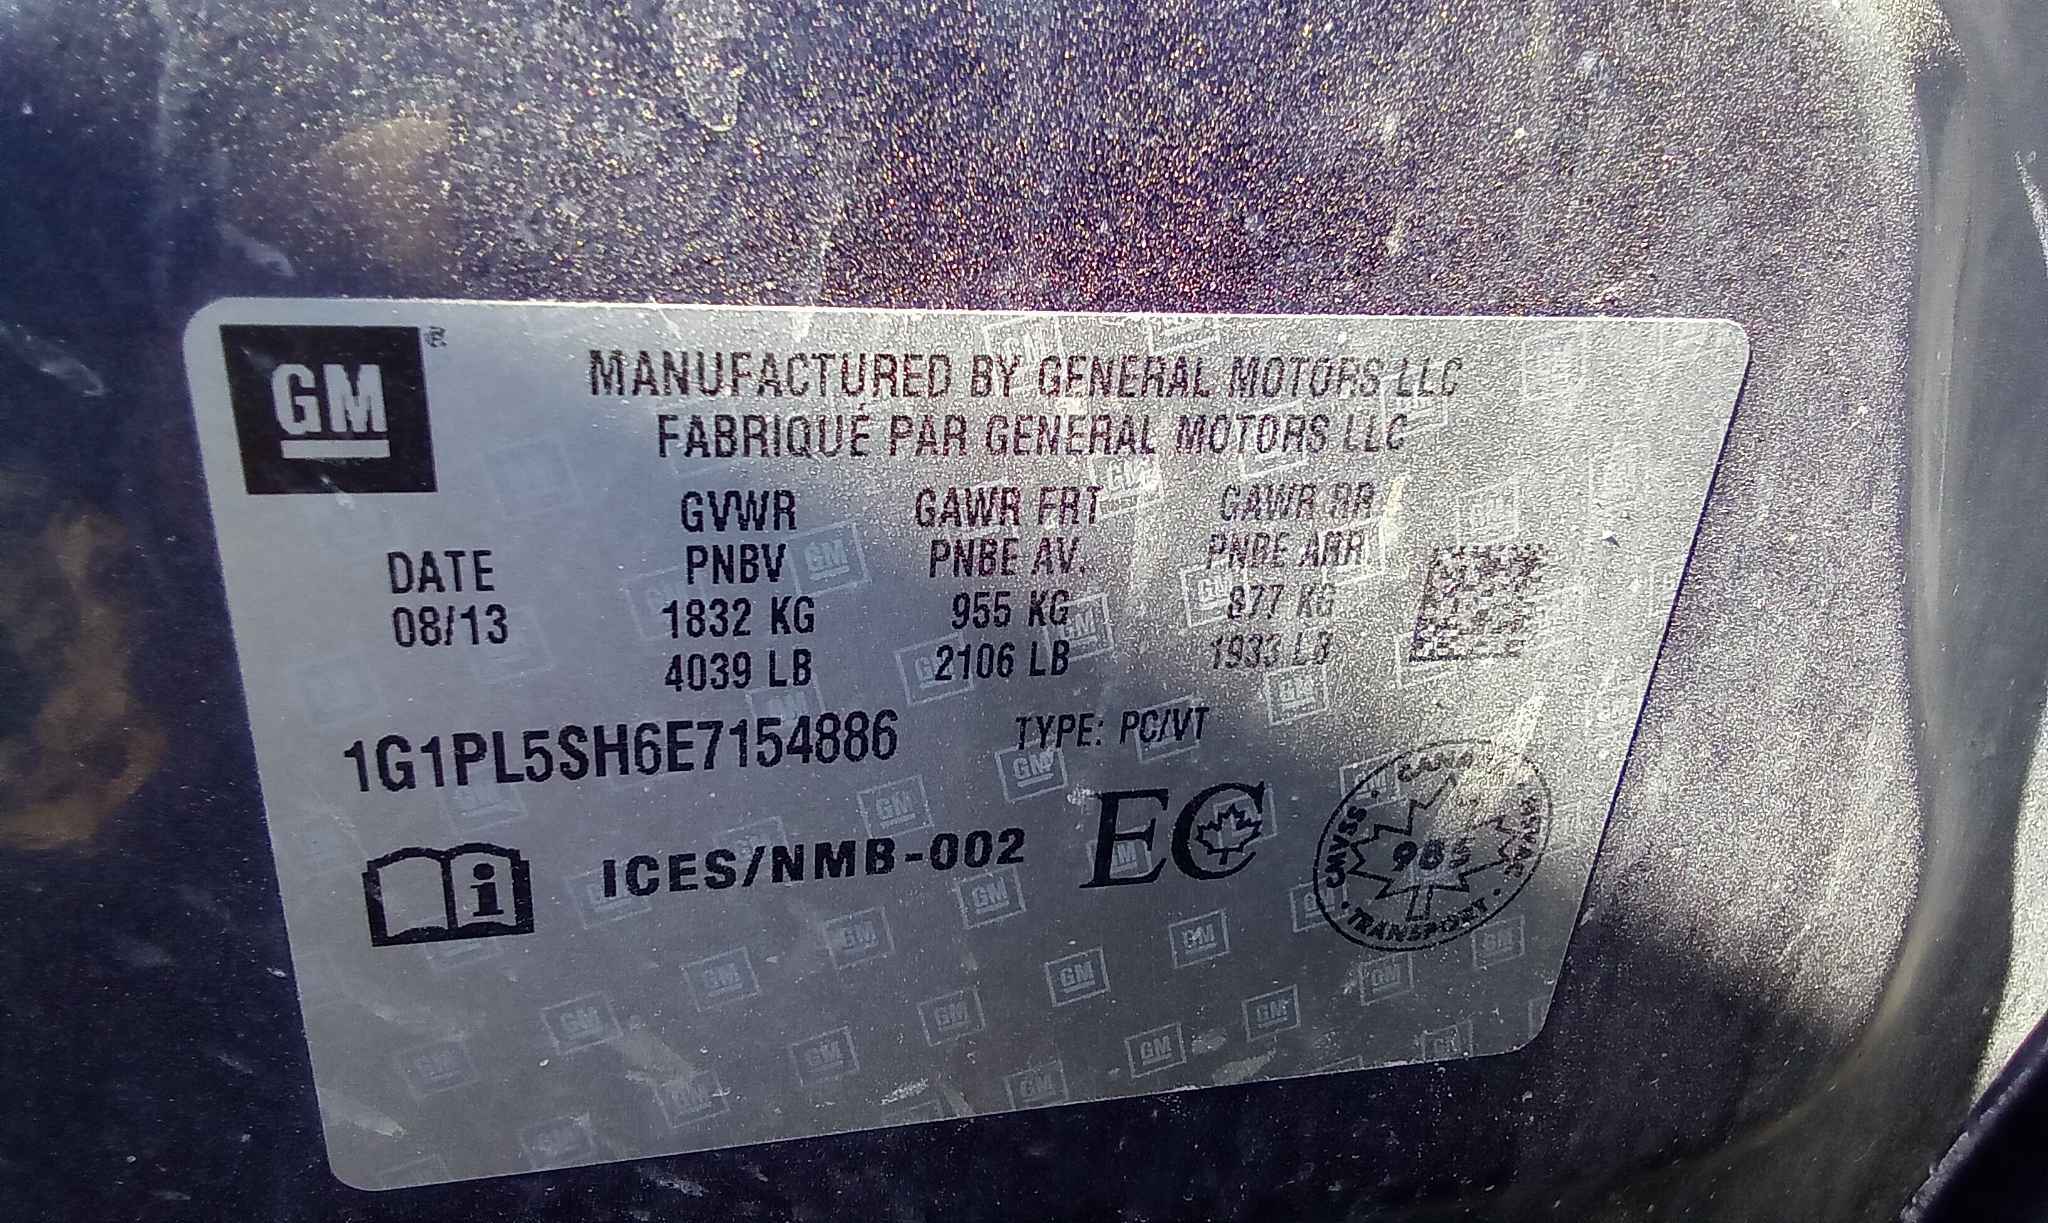 GM ®
MANUFACTURED BY GENERAL MOTORS LLC
FABRIQUÉ PAR GENERAL MOTORS LLC
GVWR GAWR FRT GAWR RR
DATE PNBV PNBE AV. PNBE ARR
08/13 1832 KG 955 KG 877 KG
4039 LB 2106 LB 1933 LB
1G1PL5SH6E7154886 TYPE: PC/VT
i ICES/NMB-002 EC
CANADA
CMVSS
TRANSPORT